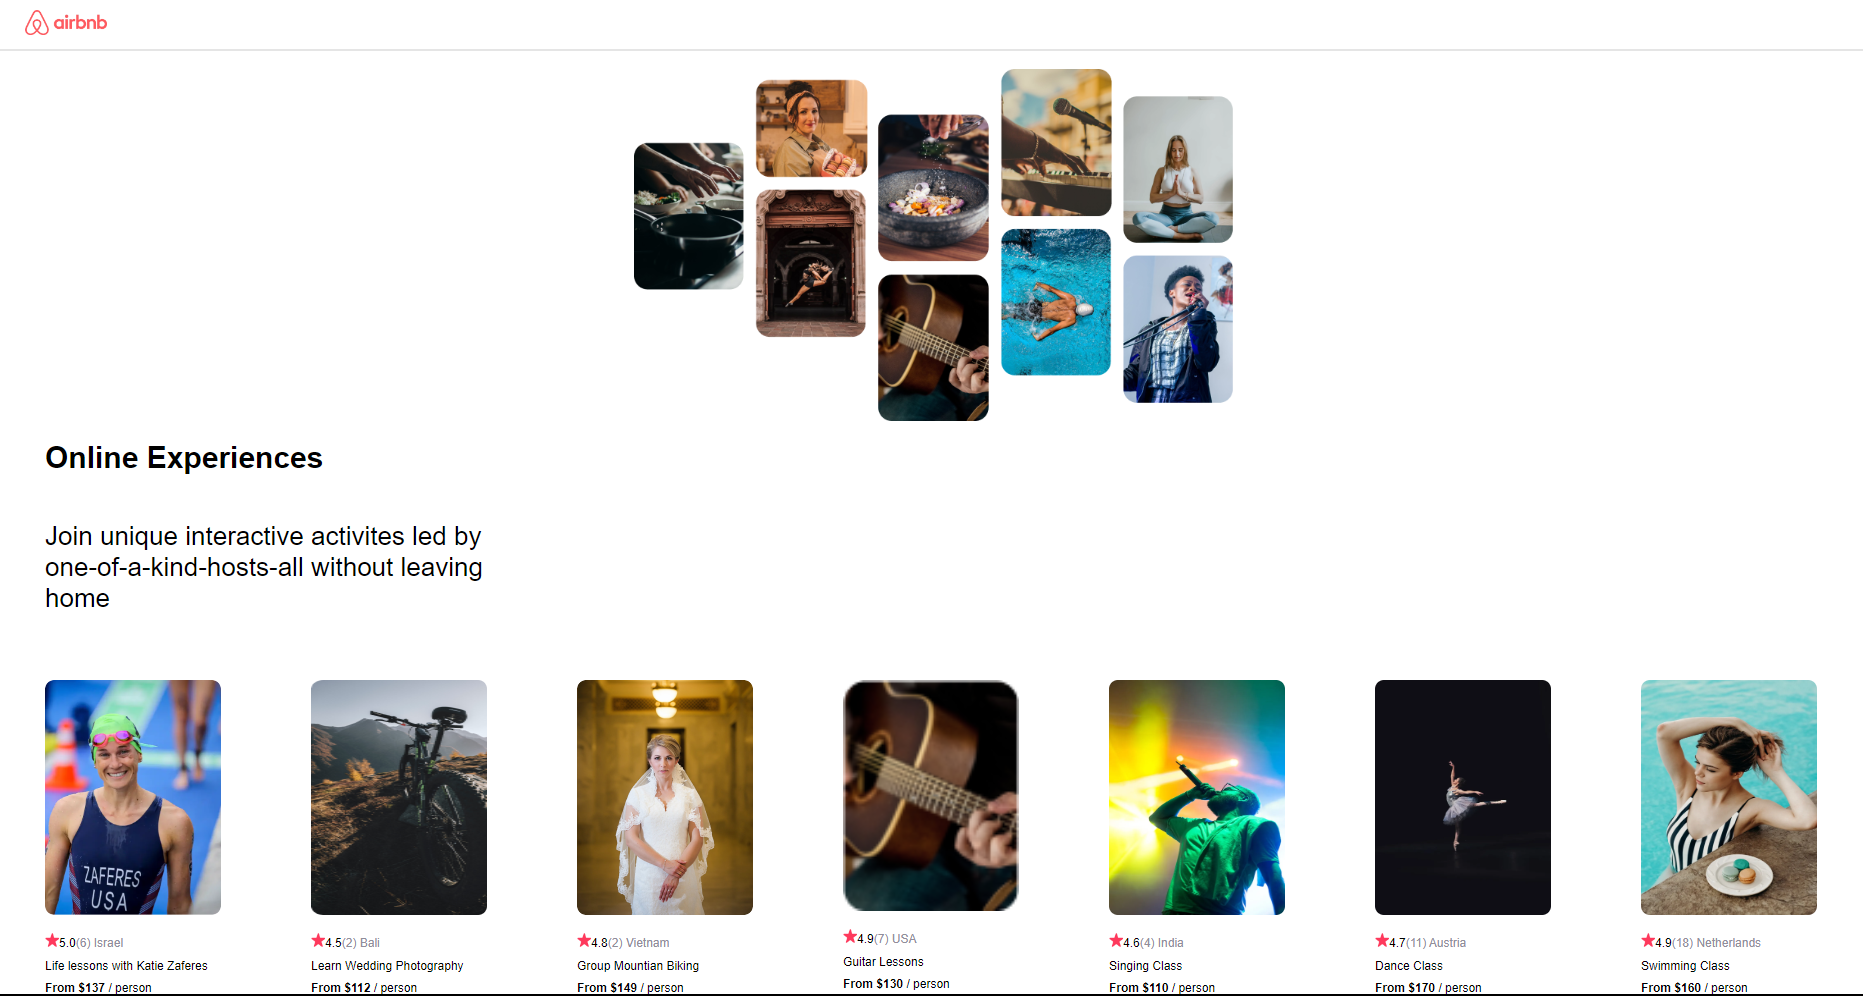 airbnb
Online Experiences
Join unique interactive activites led by
one-of-a-kind-hosts-all without leaving
home
ZAFERES
USA
5.0(6) Israel
Life lessons with Katie Zaferes
From $137 / person
4.5(2) Bali
Learn Wedding Photography
From $112 / person
4.8(2) Vietnam
Group Mountian Biking
From $149 / person
4.9(7) USA
Guitar Lessons
From $130 / person
4.6(4) India
Singing Class
From $110 / person
4.7(11) Austria
Dance Class
From $170 / person
4.9(18) Netherlands
Swimming Class
From $160 / person